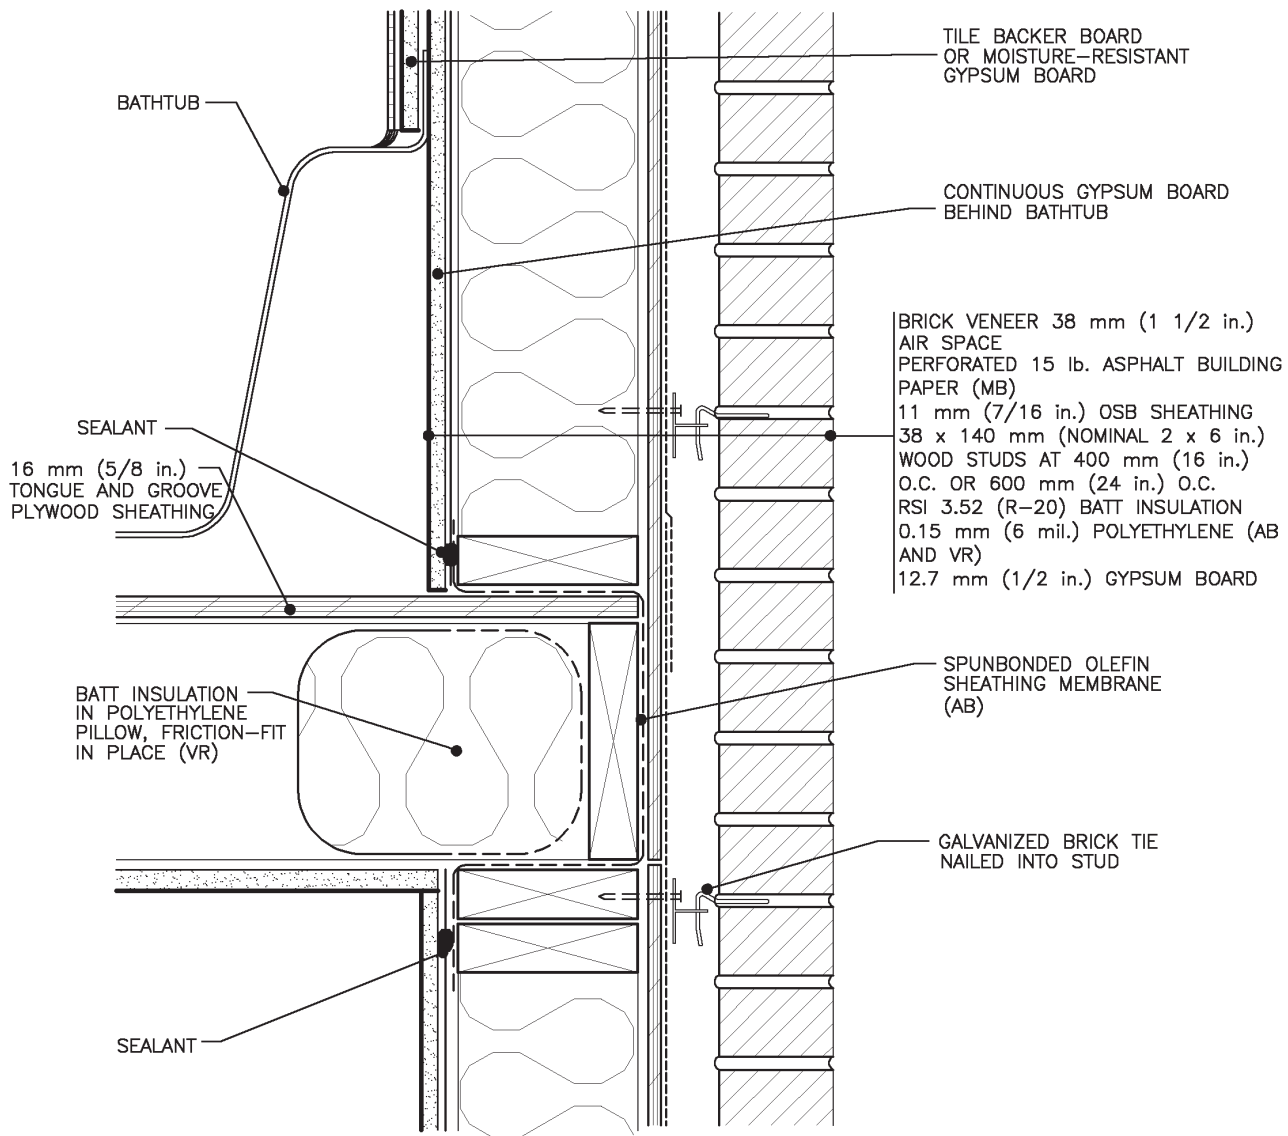 TILE BACKER BOARD
OR MOISTURE-RESISTANT
GYPSUM BOARD
BATHTUB
CONTINUOUS GYPSUM BOARD
BEHIND BATHTUB
BRICK VENEER 38 mm (1 1/2 in.)
AIR SPACE
PERFORATED 15 lb. ASPHALT BUILDING
PAPER (MB)
11 mm (7/16 in.) OSB SHEATHING
38 x 140 mm (NOMINAL 2 x 6 in.)
WOOD STUDS AT 400 mm (16 in.)
O.C. OR 600 mm (24 in.) O.C.
RSI 3.52 (R-20) BATT INSULATION
0.15 mm (6 mil.) POLYETHYLENE (AB
AND VR)
12.7 mm (1/2 in.) GYPSUM BOARD
SEALANT
16 mm (5/8 in.)
TONGUE AND GROOVE
PLYWOOD SHEATHING
SPUNBONDED OLEFIN
SHEATHING MEMBRANE
(AB)
BATT INSULATION
IN POLYETHYLENE
PILLOW, FRICTION-FIT
IN PLACE (VR)
GALVANIZED BRICK TIE
NAILED INTO STUD
SEALANT